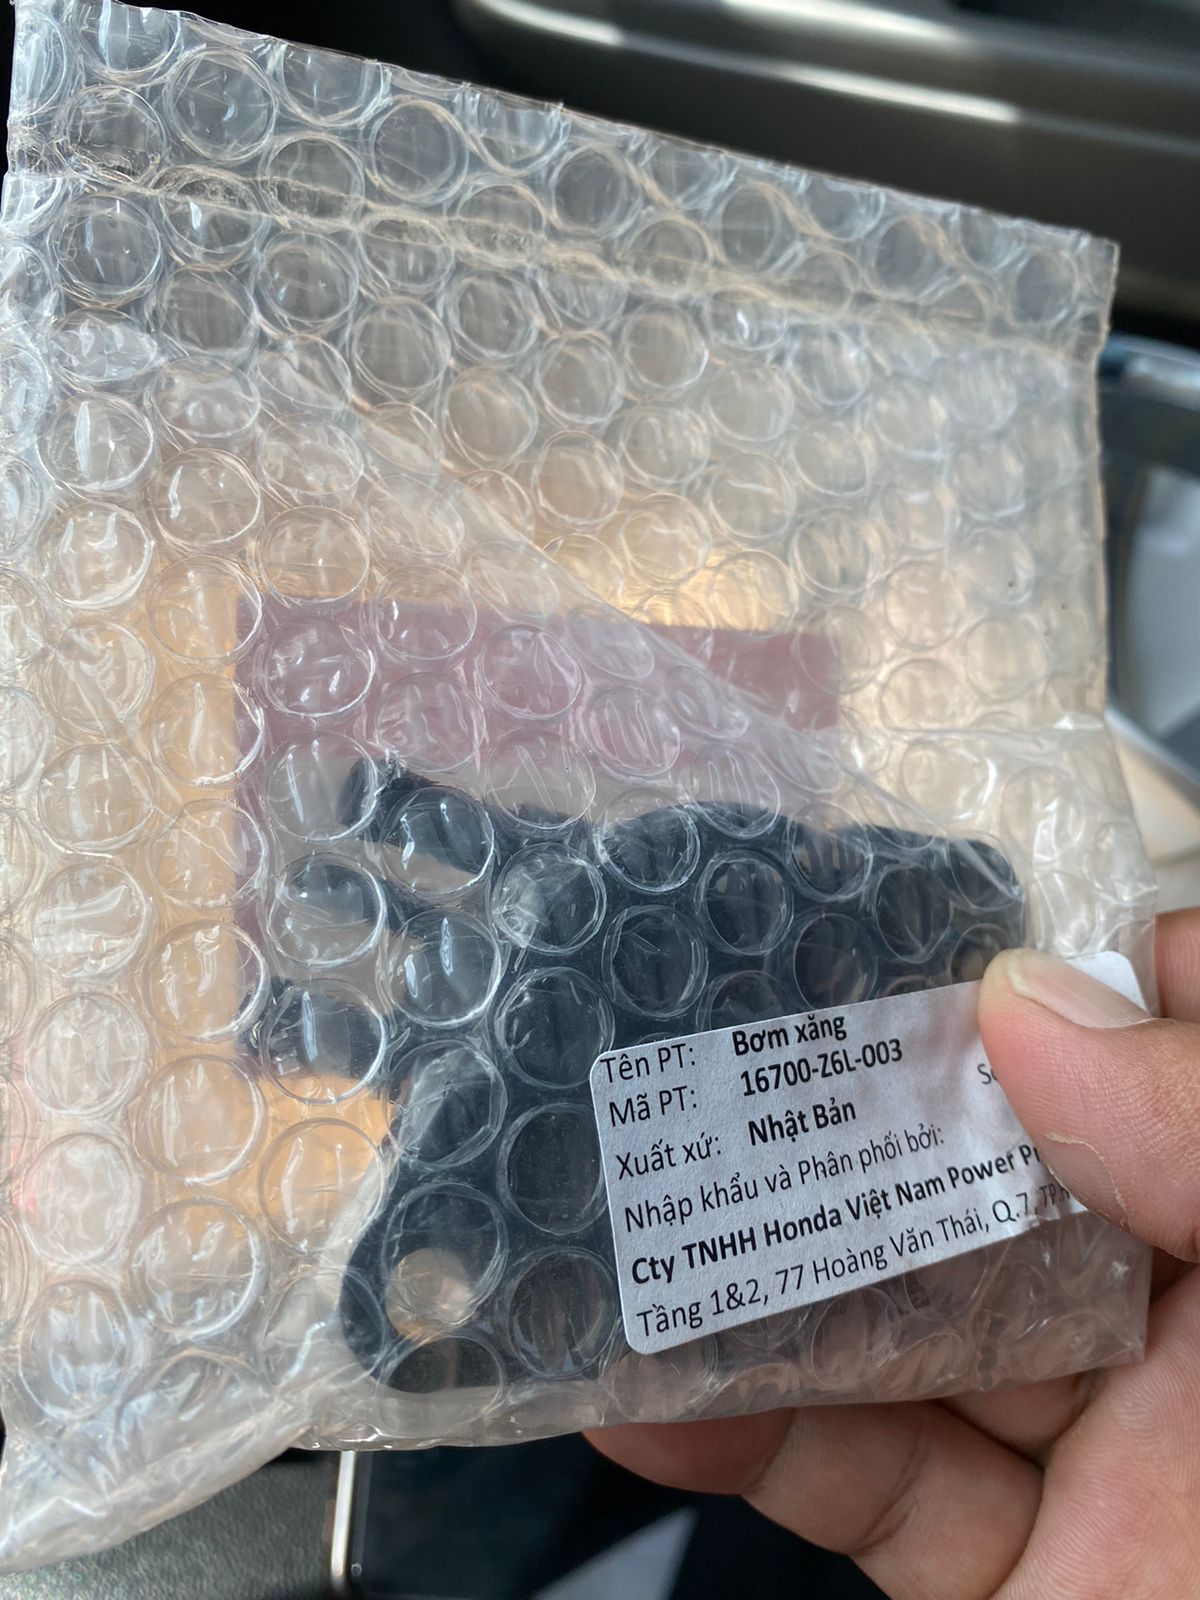 Tên PT: Bơm xăng
Mã PT: 16700-Z6L-003
Xuất xứ: Nhật Bản
Nhập khẩu và Phân phối bởi:
Cty TNHH Honda Việt Nam Power
Tầng 1&2, 77 Hoàng Văn Thái, Q.7,